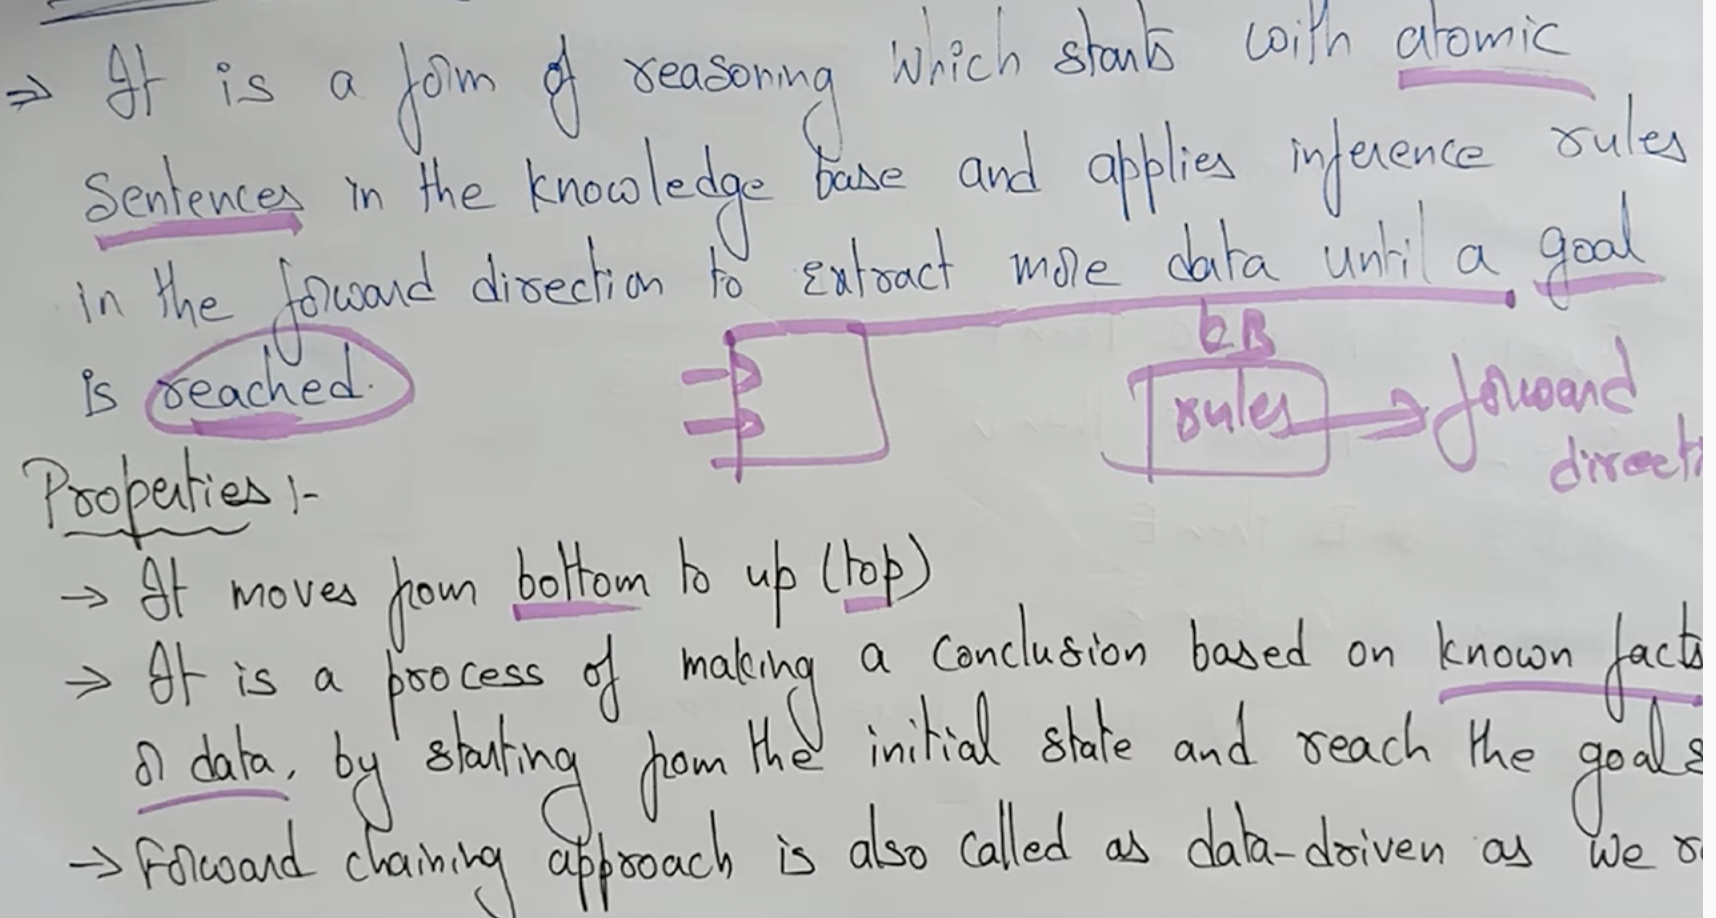 ⇒ It is a form of reasoning which starts with atomic
Sentences in the knowledge base and applies inference rules
in the forward direction to extract more data until a goal
is reached.
KB
rules → forward
direct
Properties :-
→ It moves from bottom to up (top)
→ It is a process of making a conclusion based on known facts
or data, by starting from the initial state and reach the goal
→ Forward chaining approach is also called as data-driven as we